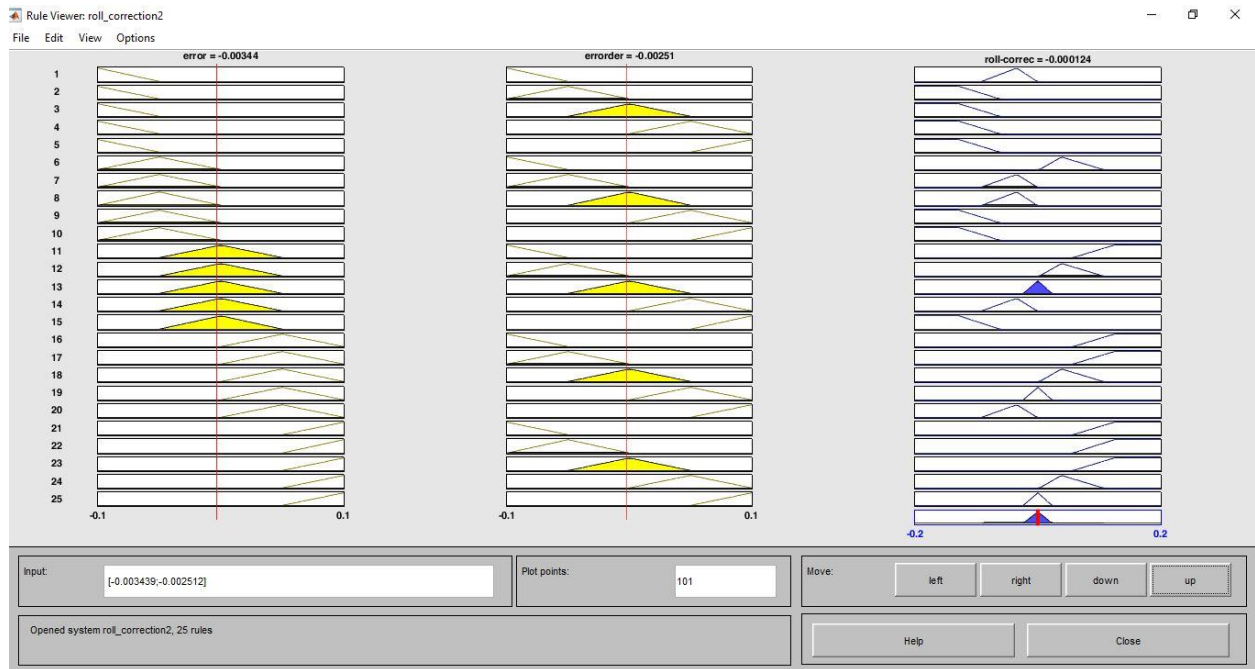 Rule Viewer: roll_correction2
File Edit View Options
error = -0.00344
errorder = -0.00251
roll-correc = -0.000124
1
2
3
4
5
6
7
8
9
10
11
12
13
14
15
16
17
18
19
20
21
22
23
24
25
-0.1 0.1
-0.1 0.1
-0.2 0.2
Input:
[-0.003439;-0.002512]
Plot points:
101
Move:
left right down up
Opened system roll_correction2, 25 rules
Help Close